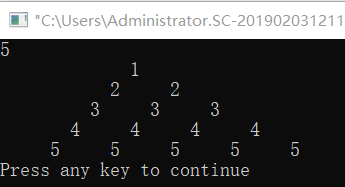 "C:\Users\Administrator.SC-201902031211
5
1
2 2
3 3 3
4 4 4 4
5 5 5 5 5
Press any key to continue